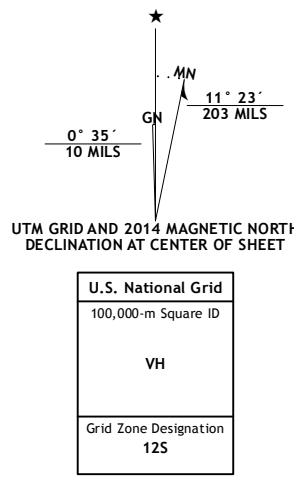 ★
MN
GN
11° 23´
203 MILS
0° 35´
10 MILS
UTM GRID AND 2014 MAGNETIC NORTH
DECLINATION AT CENTER OF SHEET
U.S. National Grid
100,000-m Square ID
VH
Grid Zone Designation
12S